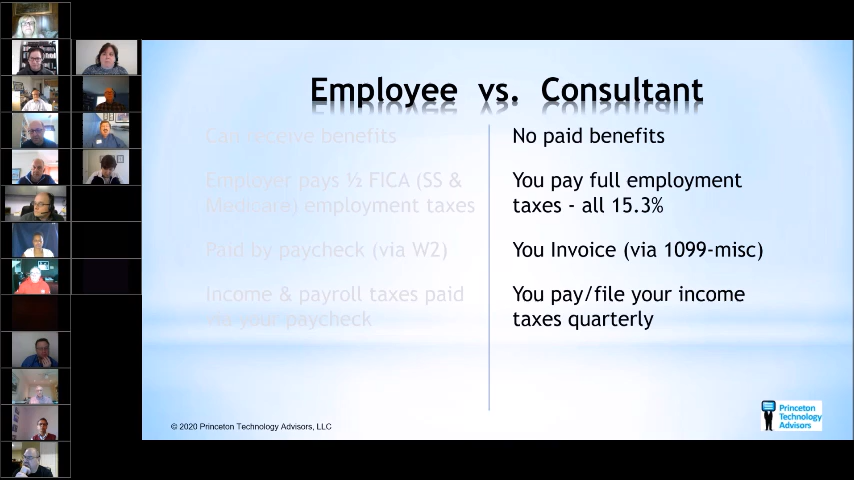 Employee vs. Consultant
Can receive benefits
Employer pays ½ FICA (SS &
Medicare) employment taxes
Paid by paycheck (via W2)
Income & payroll taxes paid
via your paycheck
No paid benefits
You pay full employment
taxes - all 15.3%
You Invoice (via 1099-misc)
You pay/file your income
taxes quarterly
© 2020 Princeton Technology Advisors, LLC
Princeton
Technology
Advisors